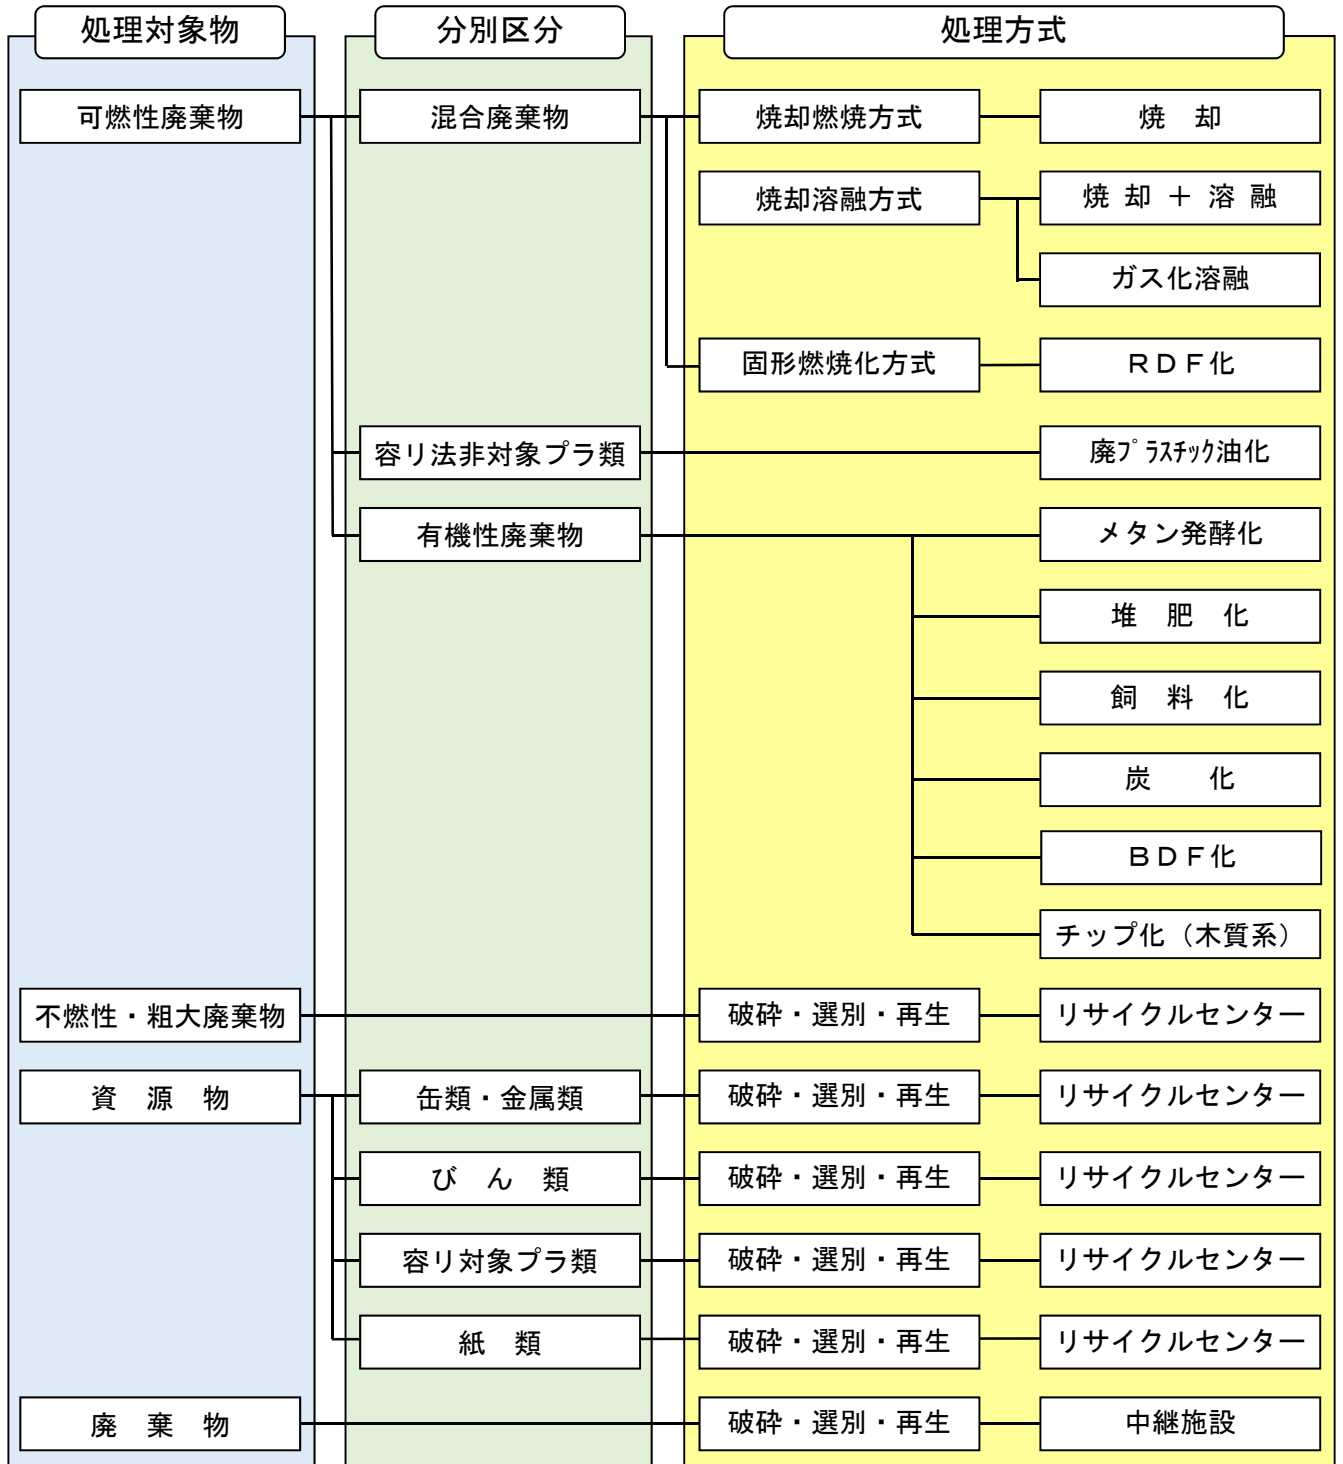 処理対象物 分別区分 処理方式
可燃性廃棄物 混合廃棄物 焼却燃焼方式 焼　却
焼却溶融方式 焼 却 ＋ 溶 融
ガス化溶融
固形燃焼化方式 ＲＤＦ化
容リ法非対象プラ類 廃ﾌﾟﾗｽﾁｯｸ油化
有機性廃棄物 メタン発酵化
堆　肥　化
飼　料　化
炭　　化
ＢＤＦ化
チップ化（木質系）
不燃性・粗大廃棄物 破砕・選別・再生 リサイクルセンター
資　源　物 缶類・金属類 破砕・選別・再生 リサイクルセンター
び　ん　類 破砕・選別・再生 リサイクルセンター
容リ対象プラ類 破砕・選別・再生 リサイクルセンター
紙　類 破砕・選別・再生 リサイクルセンター
廃　棄　物 破砕・選別・再生 中継施設